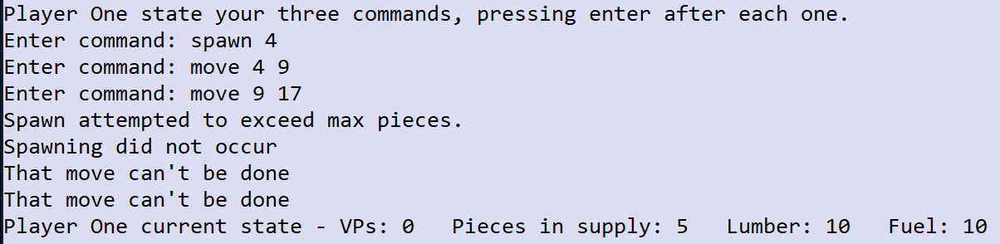 Player One state your three commands, pressing enter after each one.
Enter command: spawn 4
Enter command: move 4 9
Enter command: move 9 17
Spawn attempted to exceed max pieces.
Spawning did not occur
That move can't be done
That move can't be done
Player One current state - VPs: 0   Pieces in supply: 5   Lumber: 10   Fuel: 10